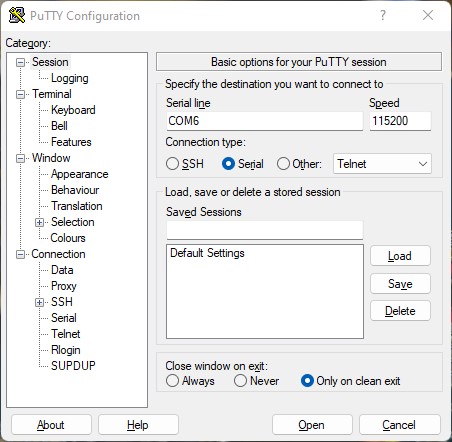 PuTTY Configuration
? ×
Category:
Session
Logging
Terminal
Keyboard
Bell
Features
Window
Appearance
Behaviour
Translation
Selection
Colours
Connection
Data
Proxy
SSH
Serial
Telnet
Rlogin
SUPDUP
Basic options for your PuTTY session
Specify the destination you want to connect to
Serial line Speed
COM6 115200
Connection type:
SSH Serial Other: Telnet
Load, save or delete a stored session
Saved Sessions
Default Settings
Load
Save
Delete
Close window on exit:
Always Never Only on clean exit
About Help Open Cancel